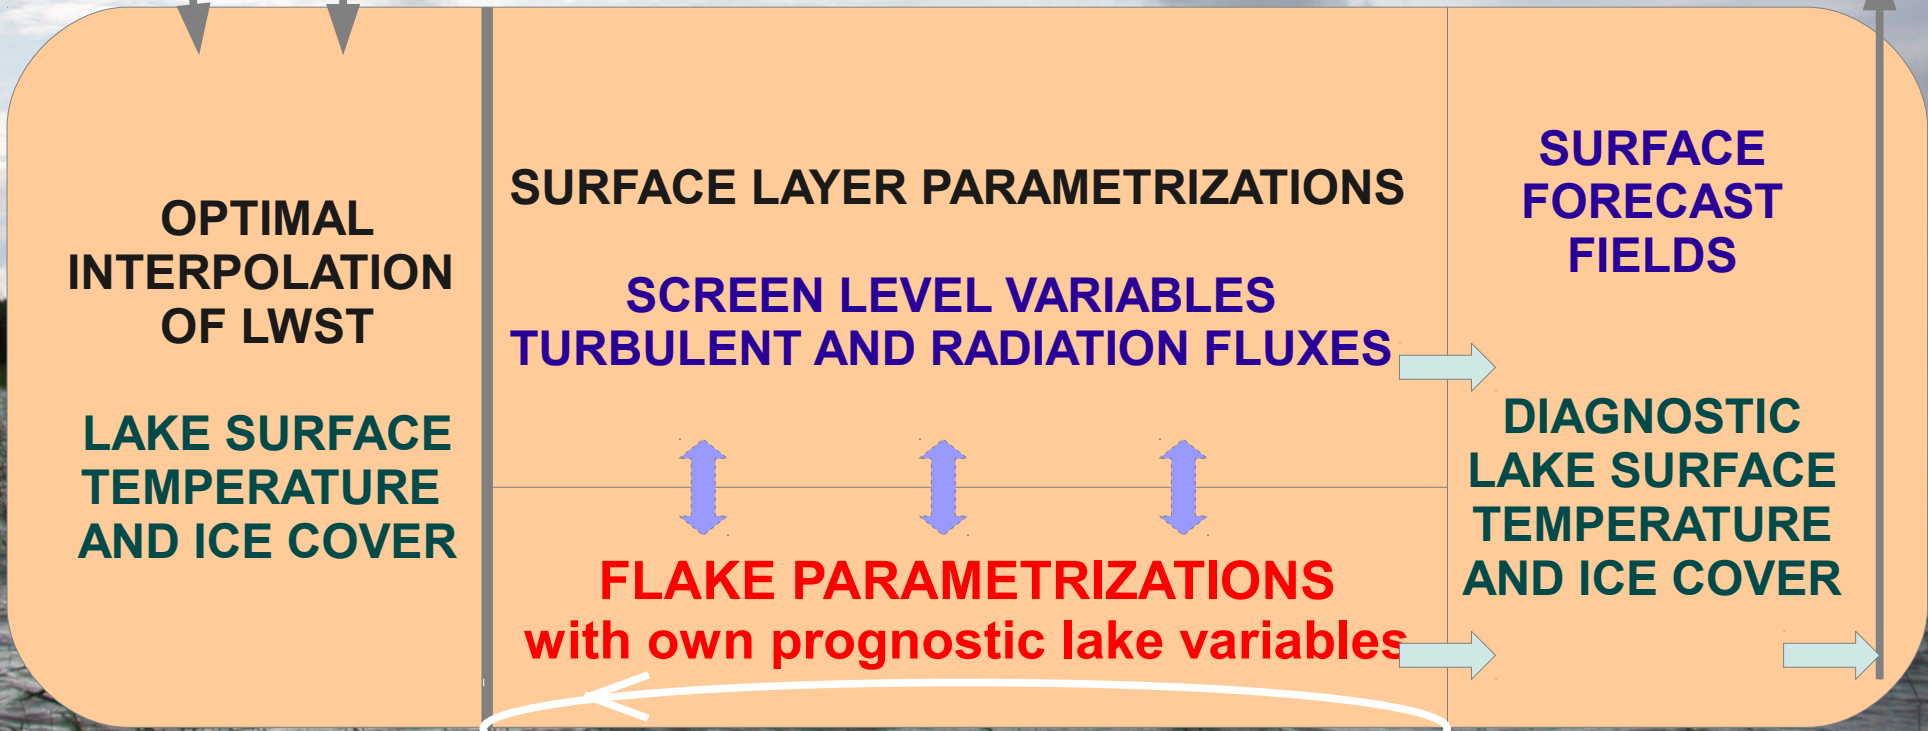 OPTIMAL
INTERPOLATION
OF LWST
LAKE SURFACE
TEMPERATURE
AND ICE COVER
SURFACE LAYER PARAMETRIZATIONS
SCREEN LEVEL VARIABLES
TURBULENT AND RADIATION FLUXES
FLAKE PARAMETRIZATIONS
with own prognostic lake variables
SURFACE
FORECAST
FIELDS
DIAGNOSTIC
LAKE SURFACE
TEMPERATURE
AND ICE COVER